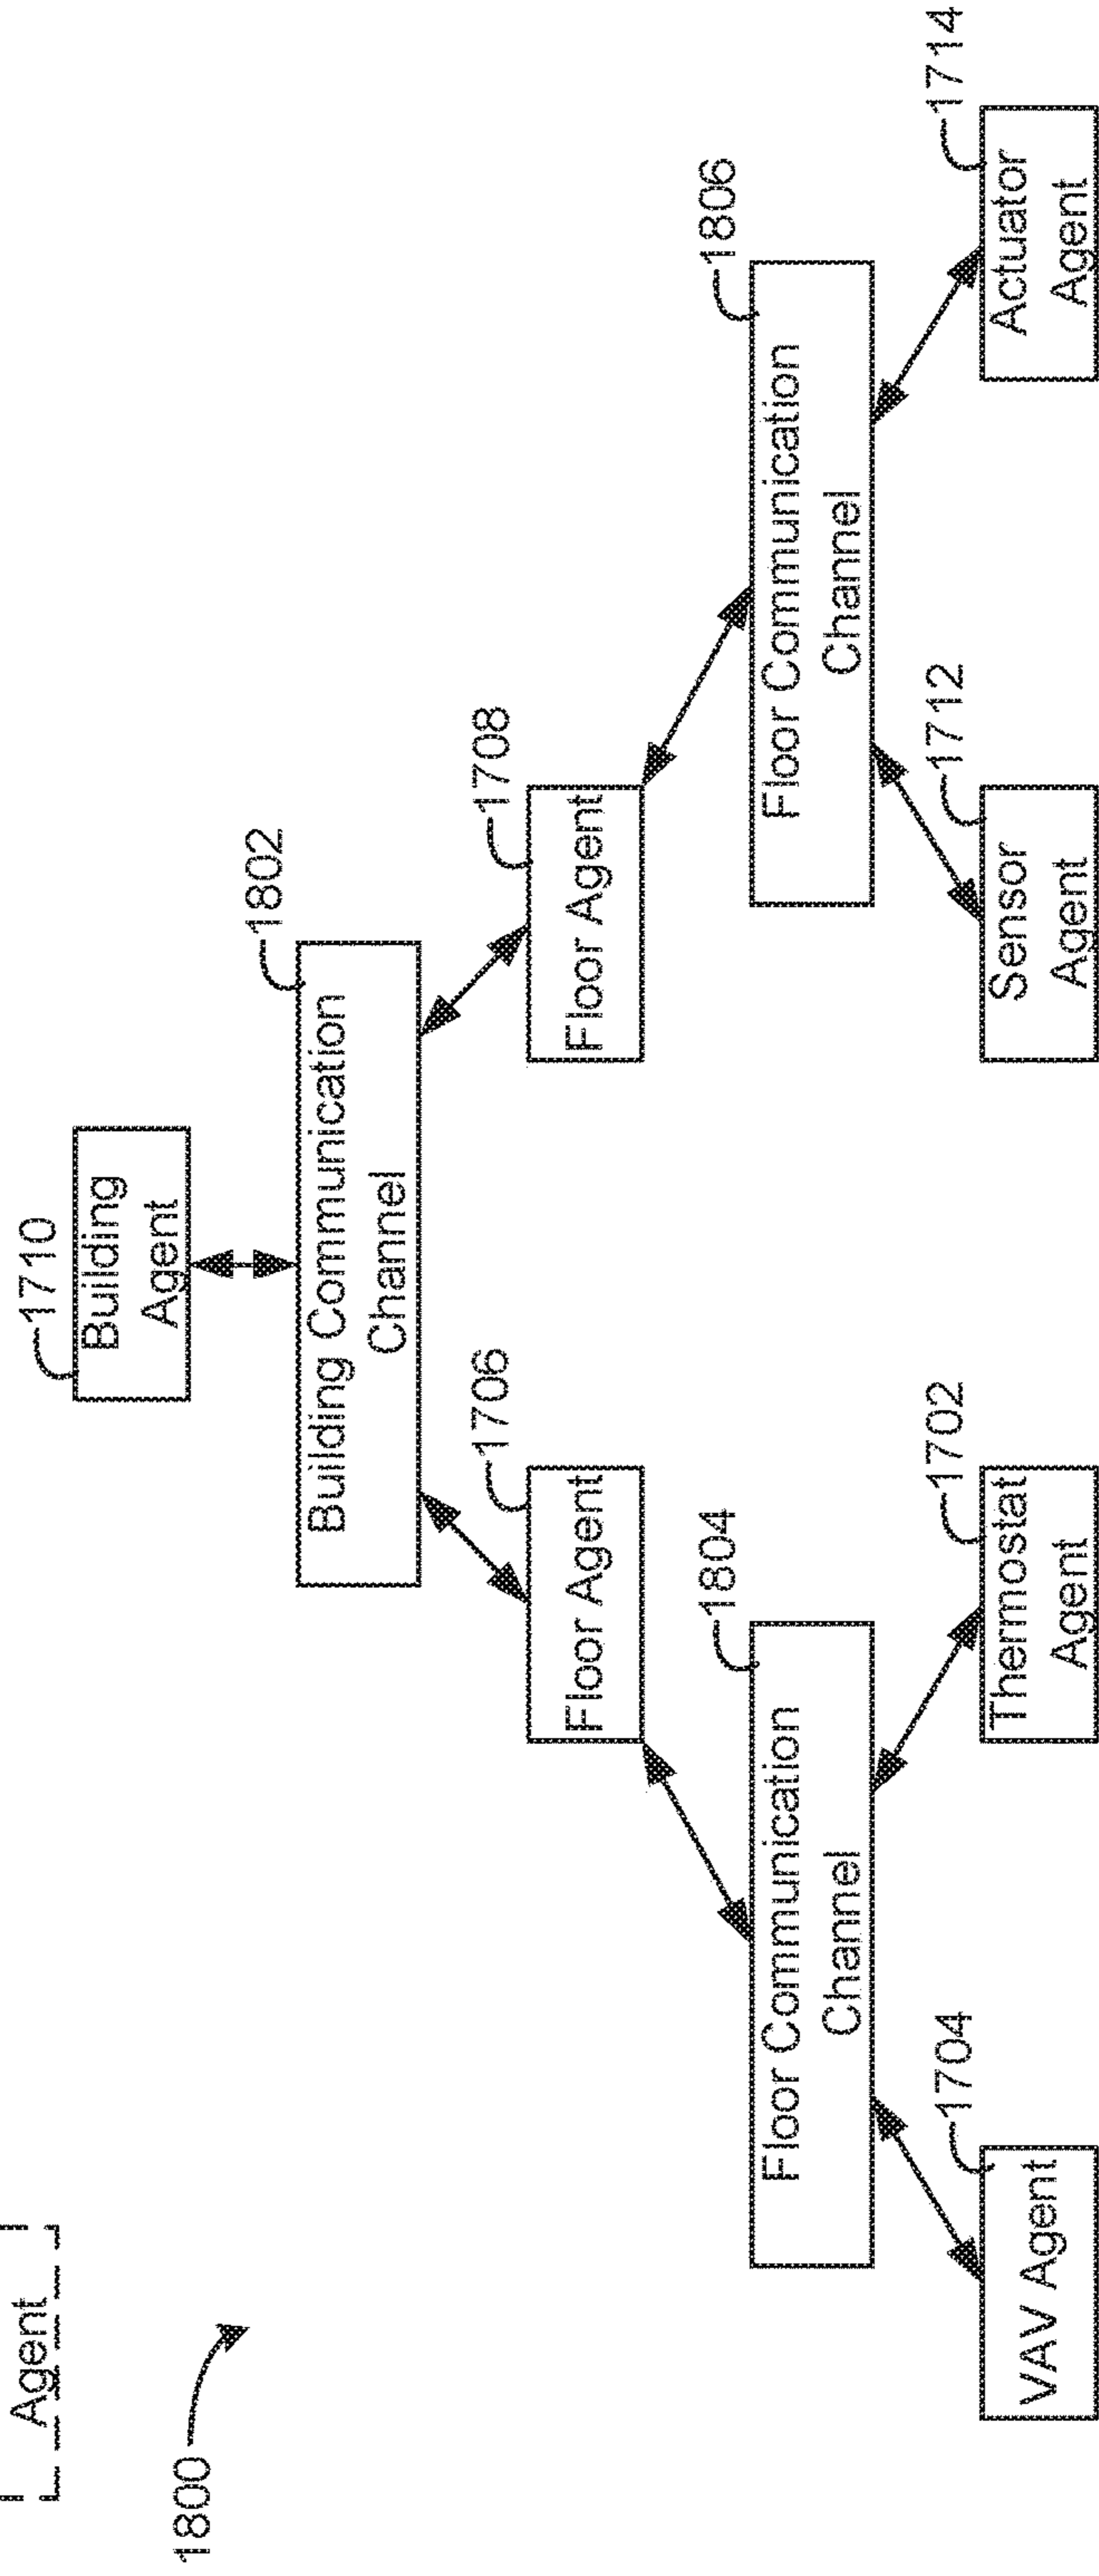 Agent
1800
1710
Building
Agent
1802
Building Communication
Channel
1706
Floor Agent
1708
Floor Agent
1804
Floor Communication
Channel
1806
Floor Communication
Channel
1704
VAV Agent
1702
Thermostat
Agent
1712
Sensor
Agent
1714
Actuator
Agent